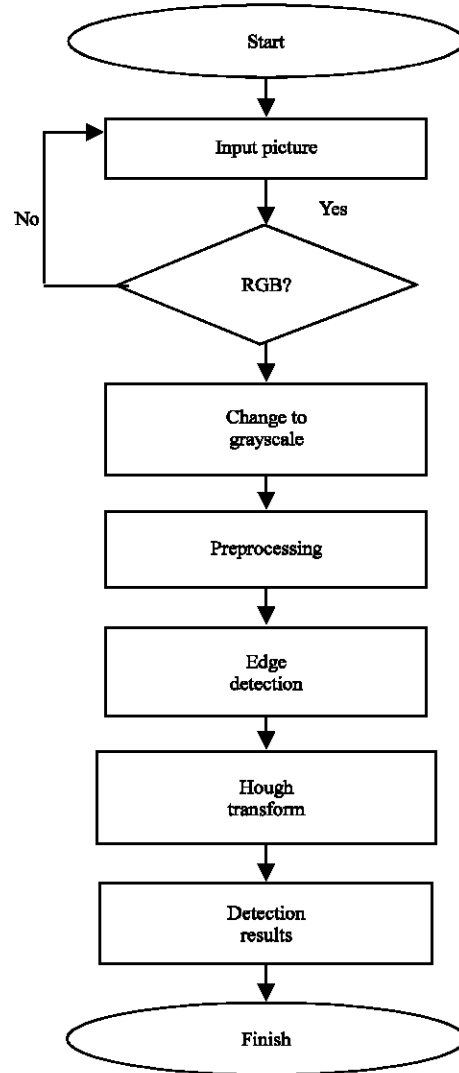 Start
Input picture
Yes
No
RGB?
Change to
grayscale
Preprocessing
Edge
detection
Hough
transform
Detection
results
Finish